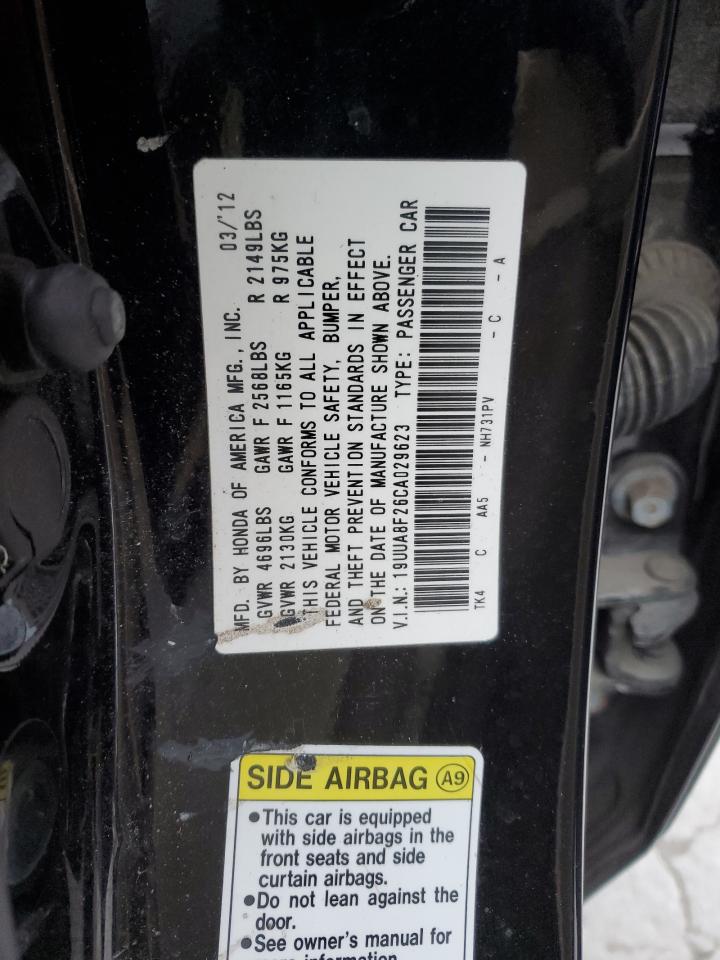 MFD. BY HONDA OF AMERICA MFG., INC. 03/'12
GVWR 4696LBS GAWR F 2568LBS R 2149LBS
GVWR 2130KG GAWR F 1165KG R 975KG
THIS VEHICLE CONFORMS TO ALL APPLICABLE
FEDERAL MOTOR VEHICLE SAFETY, BUMPER,
AND THEFT PREVENTION STANDARDS IN EFFECT
ON THE DATE OF MANUFACTURE SHOWN ABOVE.
V.I.N.: 19UUA8F26CA029623 TYPE: PASSENGER CAR
TK4 C AA5 - NH731PV - C - A
SIDE AIRBAG A9
●This car is equipped
with side airbags in the
front seats and side
curtain airbags.
●Do not lean against the
door.
●See owner's manual for
more information.